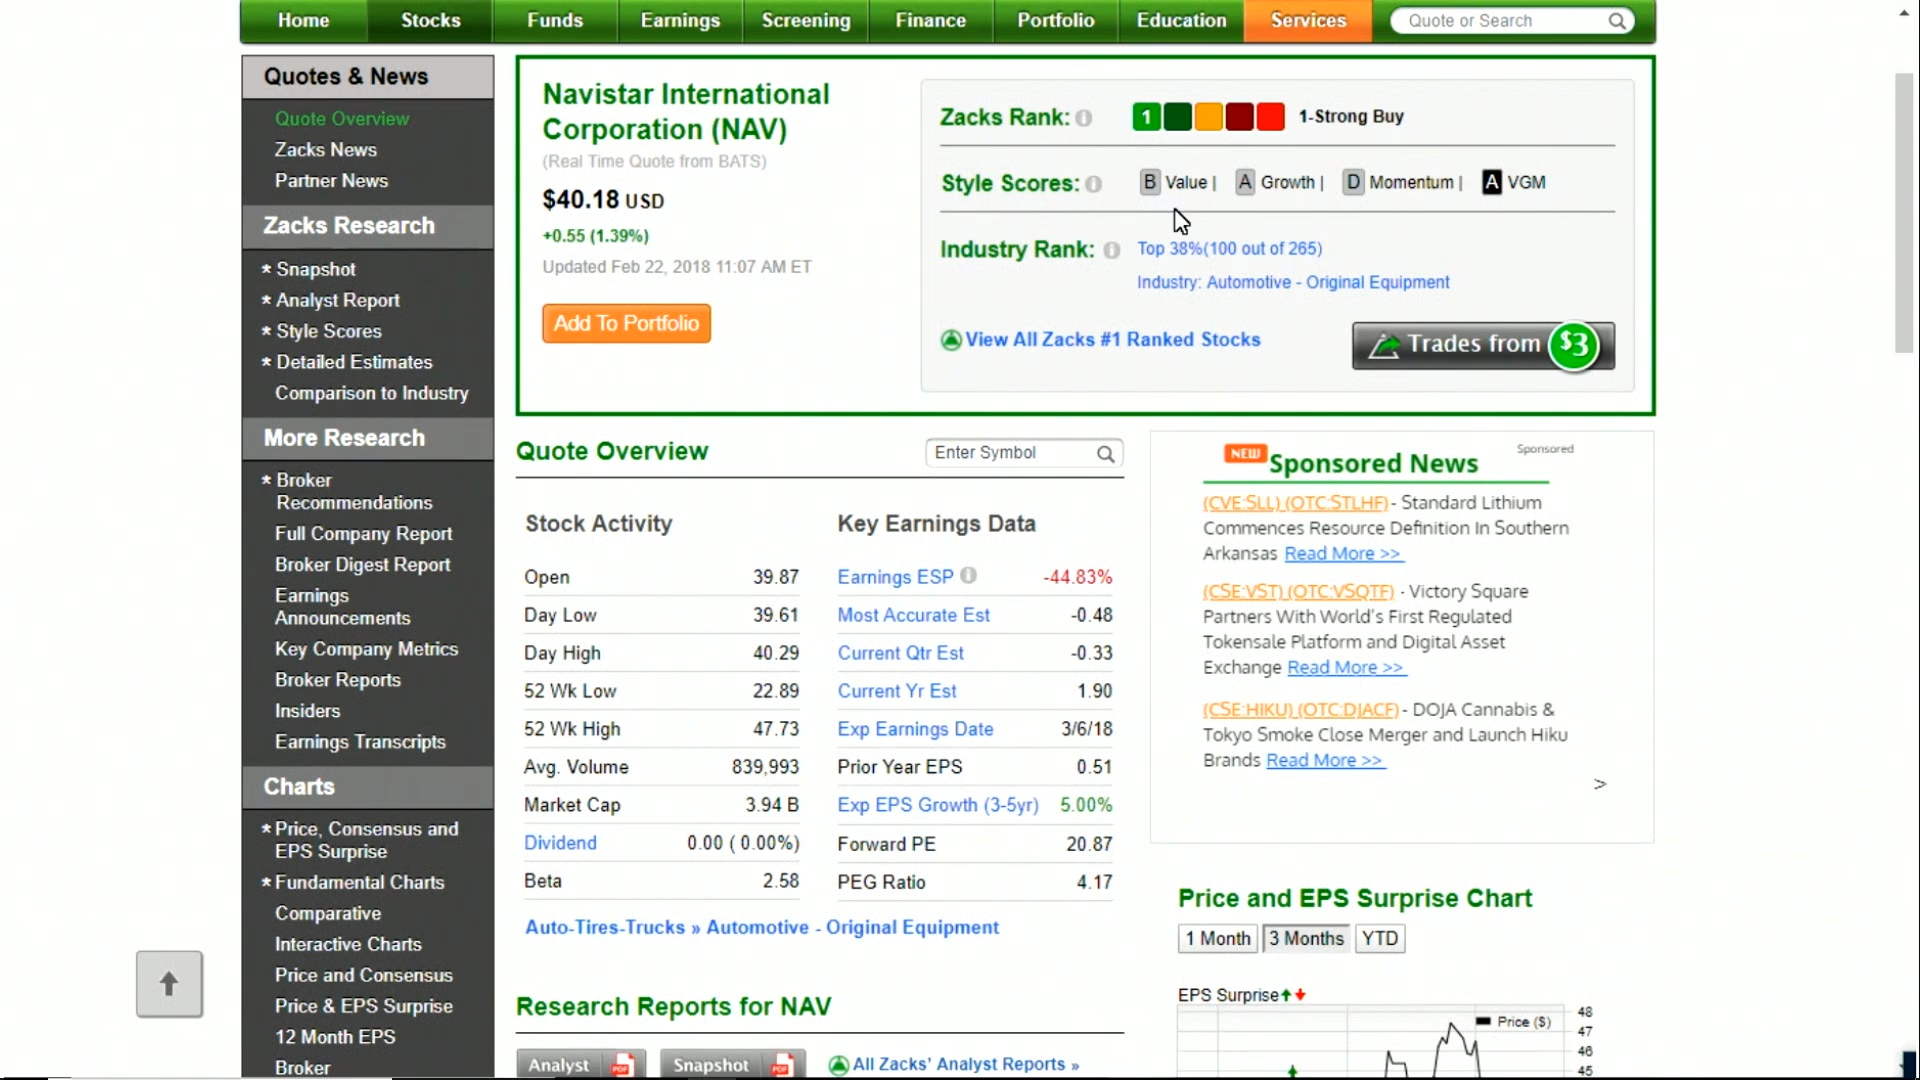 Home Stocks Funds Earnings Screening Finance Portfolio Education Services Quote or Search
Quotes & News
Quote Overview
Zacks News
Partner News
Zacks Research
* Snapshot
* Analyst Report
* Style Scores
* Detailed Estimates
Comparison to Industry
More Research
* Broker
Recommendations
Full Company Report
Broker Digest Report
Earnings
Announcements
Key Company Metrics
Broker Reports
Insiders
Earnings Transcripts
Charts
* Price, Consensus and
EPS Surprise
* Fundamental Charts
Comparative
Interactive Charts
Price and Consensus
Price & EPS Surprise
12 Month EPS
Broker
Navistar International
Corporation (NAV)
(Real Time Quote from BATS)
$40.18 USD
+0.55 (1.39%)
Updated Feb 22, 2018 11:07 AM ET
Add To Portfolio
Zacks Rank: 1 1-Strong Buy
Style Scores: B Value | A Growth | D Momentum | A VGM
Industry Rank: Top 38%(100 out of 265)
Industry: Automotive - Original Equipment
View All Zacks #1 Ranked Stocks
Trades from $3
Quote Overview
Enter Symbol
Stock Activity
Open 39.87
Day Low 39.61
Day High 40.29
52 Wk Low 22.89
52 Wk High 47.73
Avg. Volume 839,993
Market Cap 3.94 B
Dividend 0.00 ( 0.00%)
Beta 2.58
Key Earnings Data
Earnings ESP -44.83%
Most Accurate Est -0.48
Current Qtr Est -0.33
Current Yr Est 1.90
Exp Earnings Date 3/6/18
Prior Year EPS 0.51
Exp EPS Growth (3-5yr) 5.00%
Forward PE 20.87
PEG Ratio 4.17
Auto-Tires-Trucks » Automotive - Original Equipment
Research Reports for NAV
Analyst PDF Snapshot PDF All Zacks' Analyst Reports »
Sponsored
NEW Sponsored News
(CVE:SLL) (OTC:STLHF) - Standard Lithium
Commences Resource Definition In Southern
Arkansas Read More >>
(CSE:VST) (OTC:VSQTF) - Victory Square
Partners With World's First Regulated
Tokensale Platform and Digital Asset
Exchange Read More >>
(CSE:HIKU) (OTC:DJACF) - DOJA Cannabis &
Tokyo Smoke Close Merger and Launch Hiku
Brands Read More >>
>
Price and EPS Surprise Chart
1 Month 3 Months YTD
EPS Surprise
Price ($)
48
47
46
45